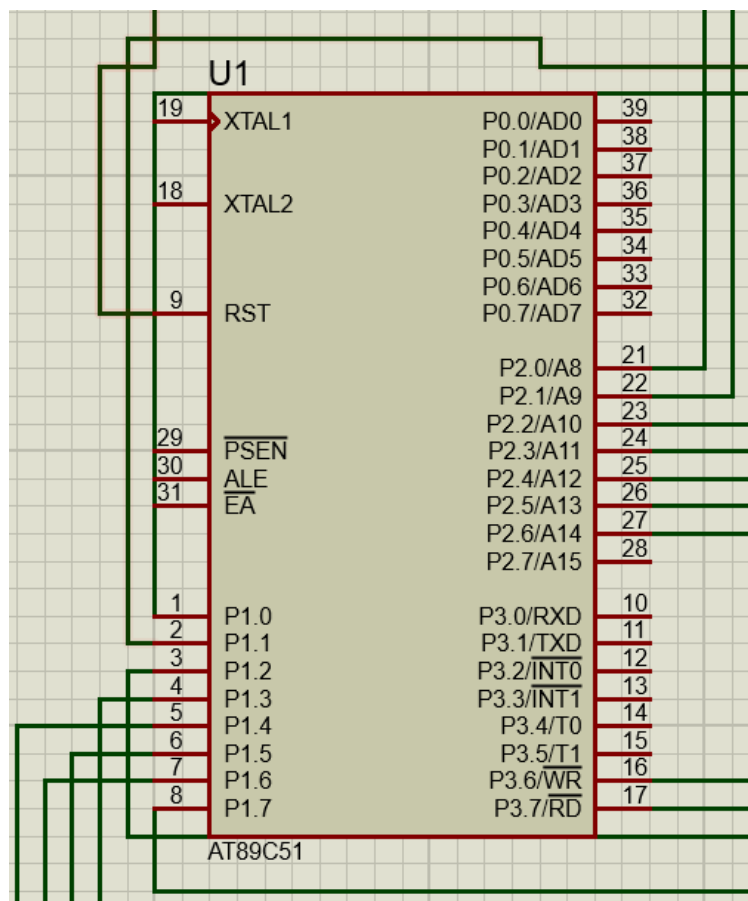 U1
19 XTAL1 P0.0/AD0 39
P0.1/AD1 38
P0.2/AD2 37
18 XTAL2 P0.3/AD3 36
P0.4/AD4 35
P0.5/AD5 34
P0.6/AD6 33
9 RST P0.7/AD7 32
P2.0/A8 21
P2.1/A9 22
P2.2/A10 23
29 PSEN P2.3/A11 24
30 ALE P2.4/A12 25
31 EA P2.5/A13 26
P2.6/A14 27
P2.7/A15 28
1 P1.0 P3.0/RXD 10
2 P1.1 P3.1/TXD 11
3 P1.2 P3.2/INT0 12
4 P1.3 P3.3/INT1 13
5 P1.4 P3.4/T0 14
6 P1.5 P3.5/T1 15
7 P1.6 P3.6/WR 16
8 P1.7 P3.7/RD 17
AT89C51